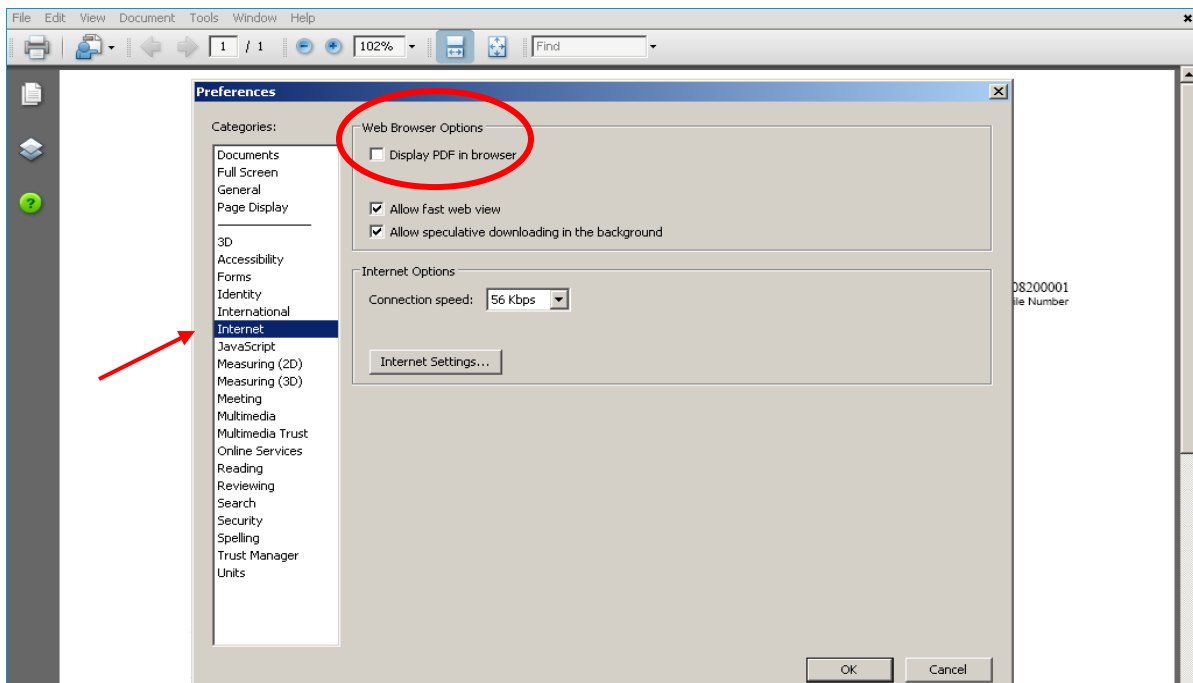 File Edit View Document Tools Window Help
1 / 1 102% Find
Preferences
Categories:
Documents
Full Screen
General
Page Display
3D
Accessibility
Forms
Identity
International
Internet
JavaScript
Measuring (2D)
Measuring (3D)
Meeting
Multimedia
Multimedia Trust
Online Services
Reading
Reviewing
Search
Security
Spelling
Trust Manager
Units
Web Browser Options
Display PDF in browser
Allow fast web view
Allow speculative downloading in the background
Internet Options
Connection speed: 56 Kbps
Internet Settings...
08200001
ile Number
OK Cancel